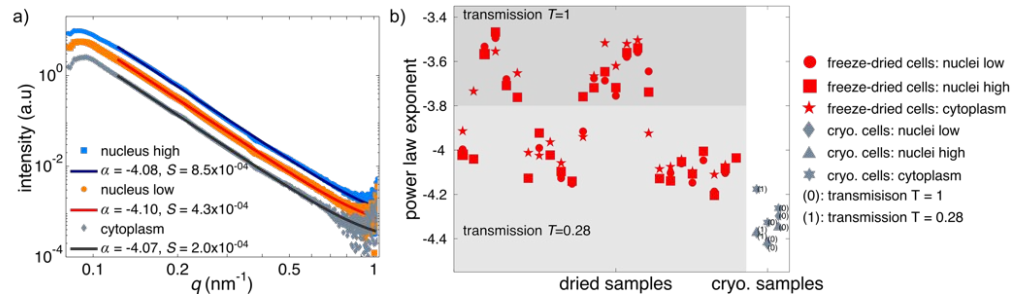 a)
intensity (a.u)
10^0
10^-2
10^-4
nucleus high
α = -4.08, S = 8.5x10^-04
nucleus low
α = -4.10, S = 4.3x10^-04
cytoplasm
α = -4.07, S = 2.0x10^-04
0.1 0.2 0.5 1
q (nm^-1)
b)
power law exponent
-3.4
-3.6
-3.8
-4
-4.2
-4.4
transmission T=1
transmission T=0.28
(1)
(0)
(0)
(0)
(1)
(1)
(0)
(0)
(0)
dried samples cryo. samples
freeze-dried cells: nuclei low
freeze-dried cells: nuclei high
freeze-dried cells: cytoplasm
cryo. cells: nuclei low
cryo. cells: nuclei high
cryo. cells: cytoplasm
(0): transmisison T = 1
(1): transmisison T = 0.28